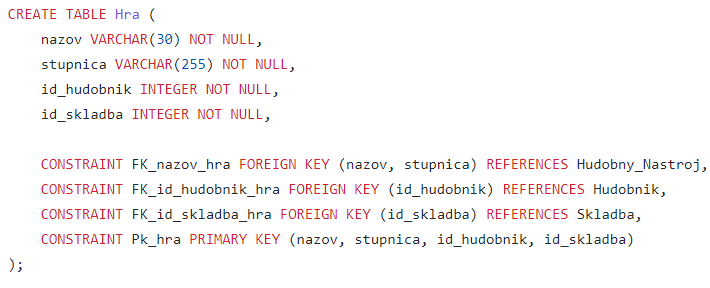 CREATE TABLE Hra (
    nazov VARCHAR(30) NOT NULL,
    stupnica VARCHAR(255) NOT NULL,
    id_hudobnik INTEGER NOT NULL,
    id_skladba INTEGER NOT NULL,

    CONSTRAINT FK_nazov_hra FOREIGN KEY (nazov, stupnica) REFERENCES Hudobny_Nastroj,
    CONSTRAINT FK_id_hudobnik_hra FOREIGN KEY (id_hudobnik) REFERENCES Hudobnik,
    CONSTRAINT FK_id_skladba_hra FOREIGN KEY (id_skladba) REFERENCES Skladba,
    CONSTRAINT Pk_hra PRIMARY KEY (nazov, stupnica, id_hudobnik, id_skladba)
);